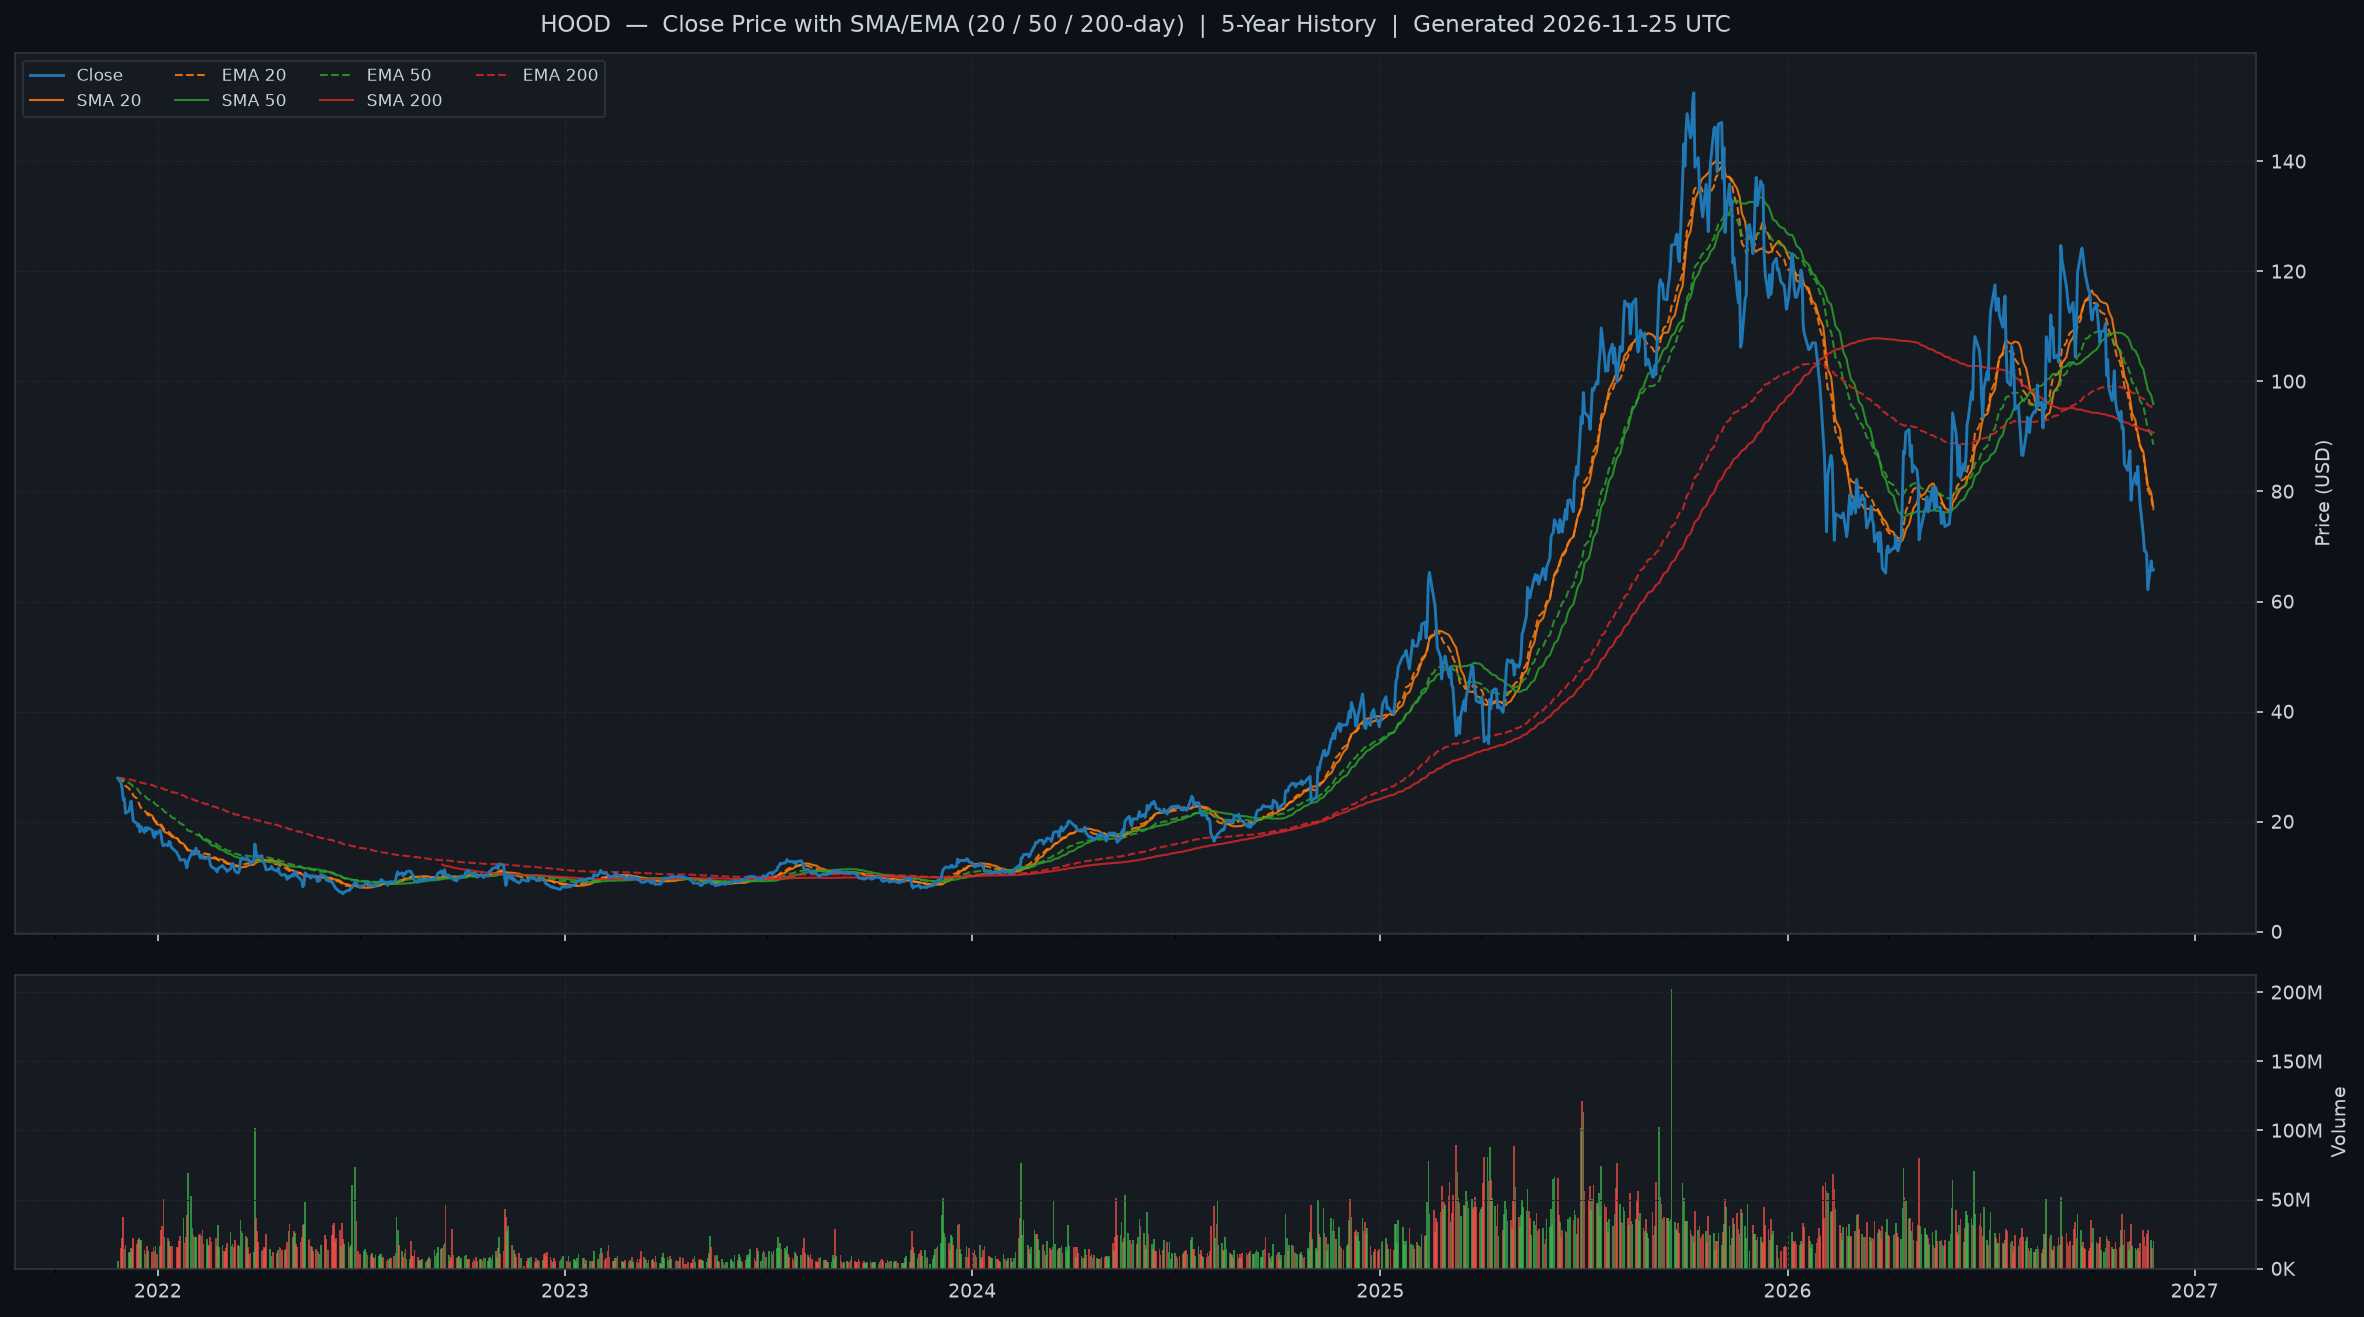 HOOD — Close Price with SMA/EMA (20 / 50 / 200-day) | 5-Year History | Generated 2026-11-25 UTC
Close EMA 20 EMA 50 EMA 200
SMA 20 SMA 50 SMA 200
140
120
100
80
60
40
20
0
Price (USD)
200M
150M
100M
50M
0K
Volume
2022 2023 2024 2025 2026 2027